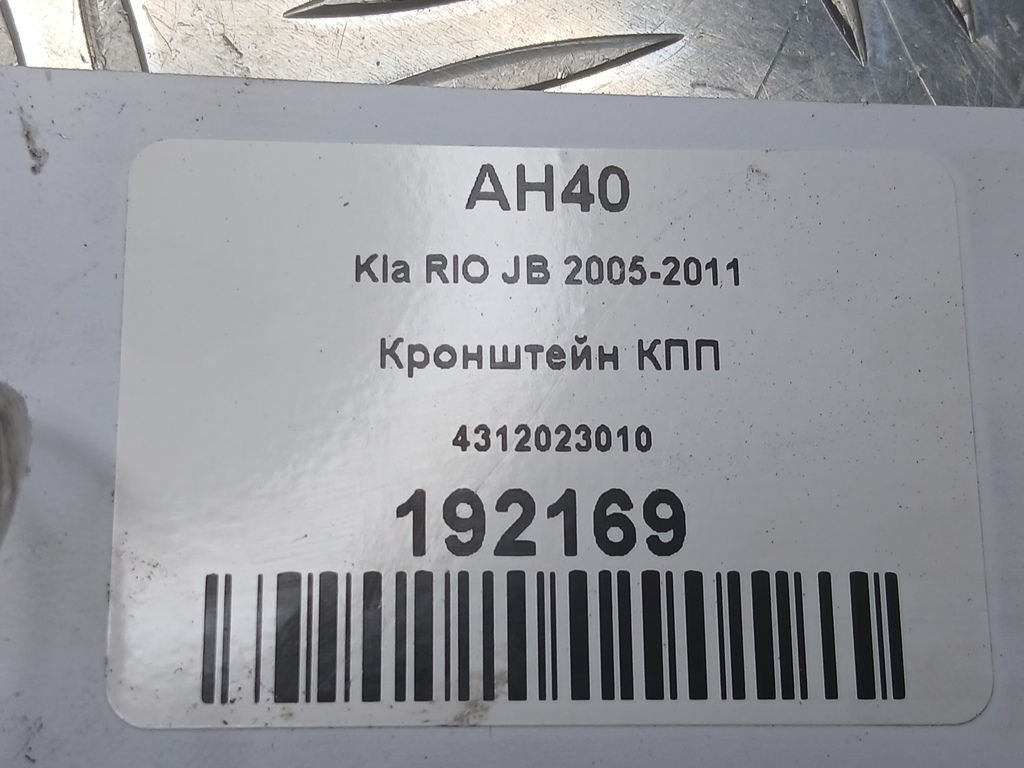 AH40
Kia RIO JB 2005-2011
Кронштейн КПП
4312023010
192169